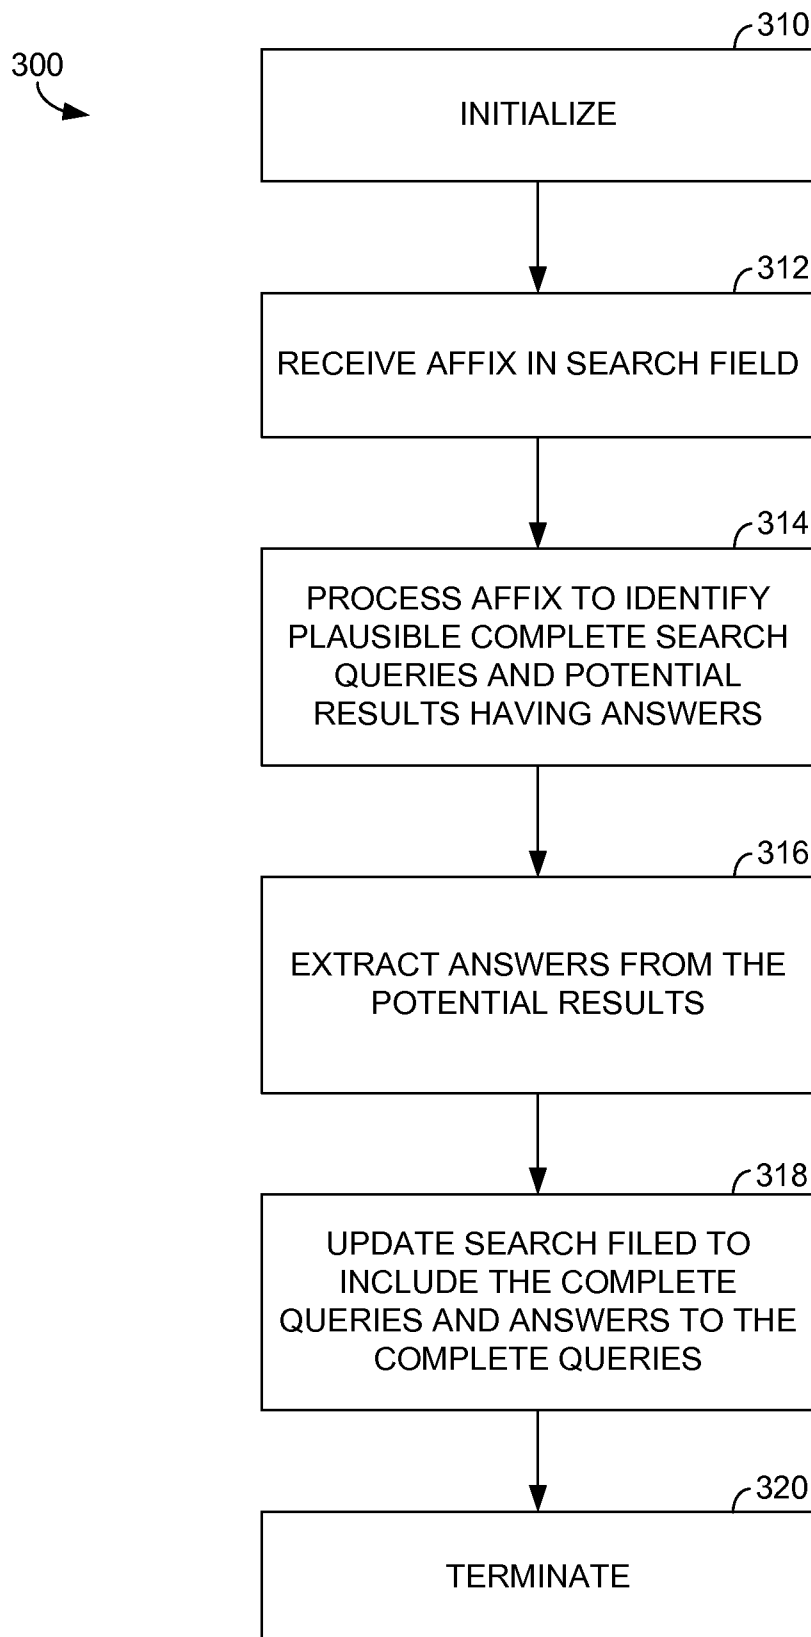 310
300
INITIALIZE
312
RECEIVE AFFIX IN SEARCH FIELD
314
PROCESS AFFIX TO IDENTIFY
PLAUSIBLE COMPLETE SEARCH
QUERIES AND POTENTIAL
RESULTS HAVING ANSWERS
316
EXTRACT ANSWERS FROM THE
POTENTIAL RESULTS
318
UPDATE SEARCH FILED TO
INCLUDE THE COMPLETE
QUERIES AND ANSWERS TO THE
COMPLETE QUERIES
320
TERMINATE